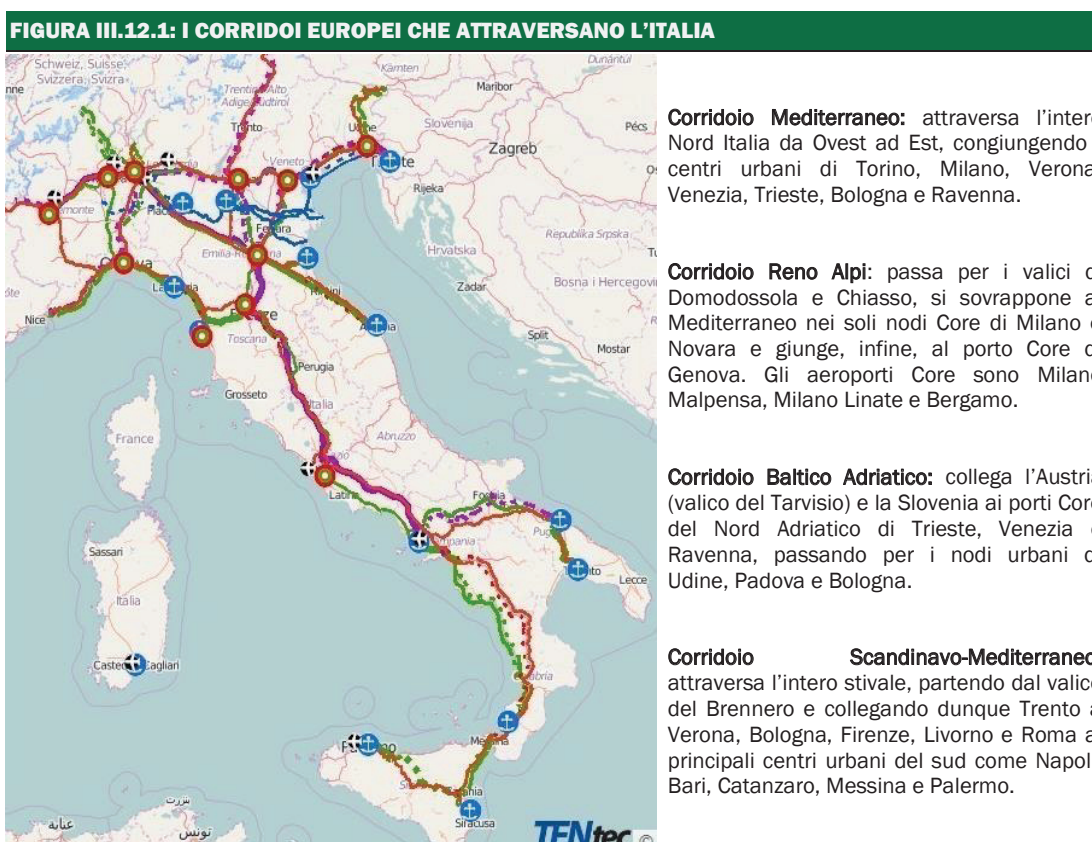 FIGURA III.12.1: I CORRIDOI EUROPEI CHE ATTRAVERSANO L'ITALIA
Schweiz, Suisse,
Svizzera, Svizra
Kärnten
Dunántúl
Maribor
Trento
Slovenija
Pécs
Zagreb
Veneto
Rijeka
Ferrara
Republika Srpska
Hrvatska
Bosna i Hercegovi
Zadar
Nice
Rimini
Split
Mostar
Toscana
Perugia
Grosseto
Italia
France
Abruzzo
Latina
Foggia
Sassari
Italia
Lecce
Cagliari
Messina
Siracusa
بنزرت
عنابة
تونس
TENtec ©
Corridoio Mediterraneo: attraversa l'inter
Nord Italia da Ovest ad Est, congiungendo
centri urbani di Torino, Milano, Verona
Venezia, Trieste, Bologna e Ravenna.
Corridoio Reno Alpi: passa per i valici d
Domodossola e Chiasso, si sovrappone a
Mediterraneo nei soli nodi Core di Milano e
Novara e giunge, infine, al porto Core d
Genova. Gli aeroporti Core sono Milano
Malpensa, Milano Linate e Bergamo.
Corridoio Baltico Adriatico: collega l'Austria
(valico del Tarvisio) e la Slovenia ai porti Core
del Nord Adriatico di Trieste, Venezia e
Ravenna, passando per i nodi urbani d
Udine, Padova e Bologna.
Corridoio Scandinavo-Mediterraneo
attraversa l'intero stivale, partendo dal valico
del Brennero e collegando dunque Trento a
Verona, Bologna, Firenze, Livorno e Roma a
principali centri urbani del sud come Napol
Bari, Catanzaro, Messina e Palermo.